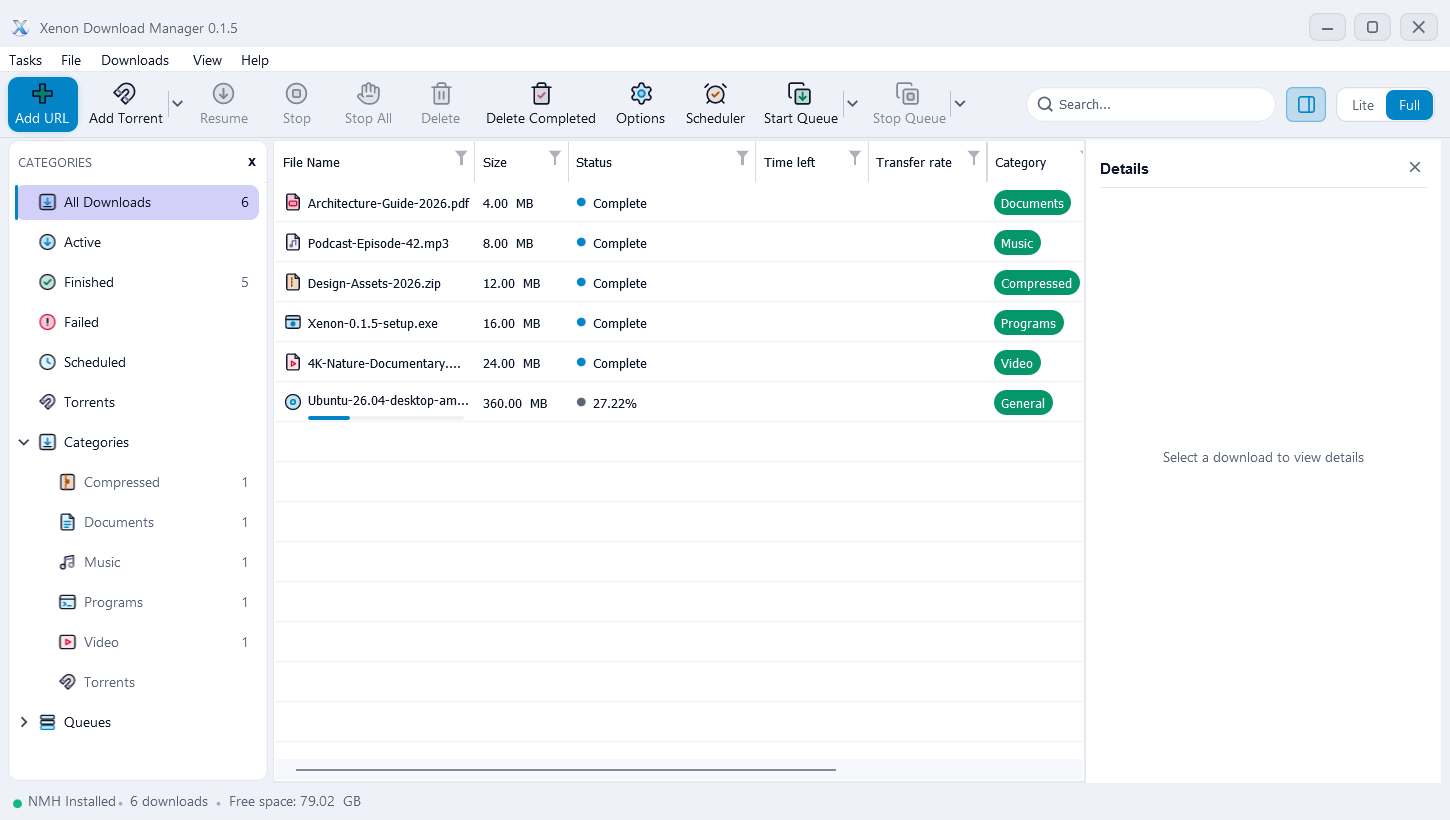 Xenon Download Manager 0.1.5
Tasks File Downloads View Help
Add URL Add Torrent Resume Stop Stop All Delete Delete Completed Options Scheduler Start Queue Stop Queue Search... Lite Full
CATEGORIES x
All Downloads 6
Active
Finished 5
Failed
Scheduled
Torrents
Categories
Compressed 1
Documents 1
Music 1
Programs 1
Video 1
Torrents
Queues
File Name Size Status Time left Transfer rate Category
Architecture-Guide-2026.pdf 4.00 MB Complete Documents
Podcast-Episode-42.mp3 8.00 MB Complete Music
Design-Assets-2026.zip 12.00 MB Complete Compressed
Xenon-0.1.5-setup.exe 16.00 MB Complete Programs
4K-Nature-Documentary.... 24.00 MB Complete Video
Ubuntu-26.04-desktop-am... 360.00 MB 27.22% General
Details
Select a download to view details
NMH Installed 6 downloads Free space: 79.02 GB